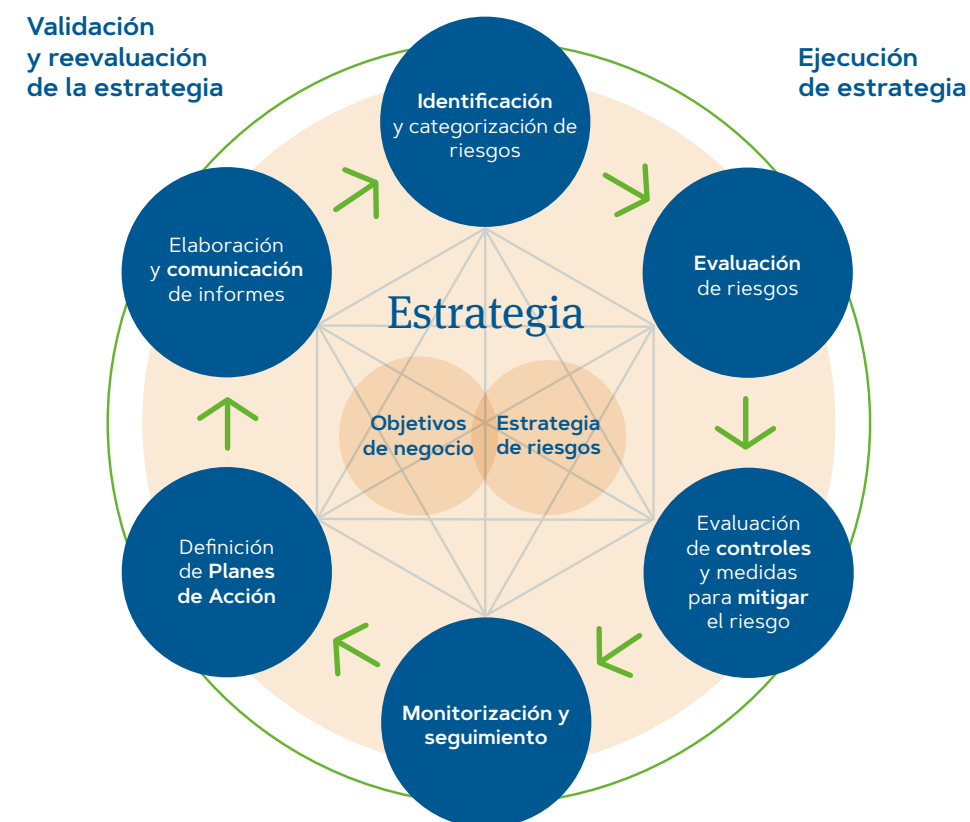 Validación
y reevaluación
de la estrategia
Ejecución
de estrategia
Identificación
y categorización de
riesgos
Evaluación
de riesgos
Evaluación
de controles
y medidas
para mitigar
el riesgo
Monitorización y
seguimiento
Definición
de Planes
de Acción
Elaboración
y comunicación
de informes
Estrategia
Objetivos
de negocio
Estrategia
de riesgos